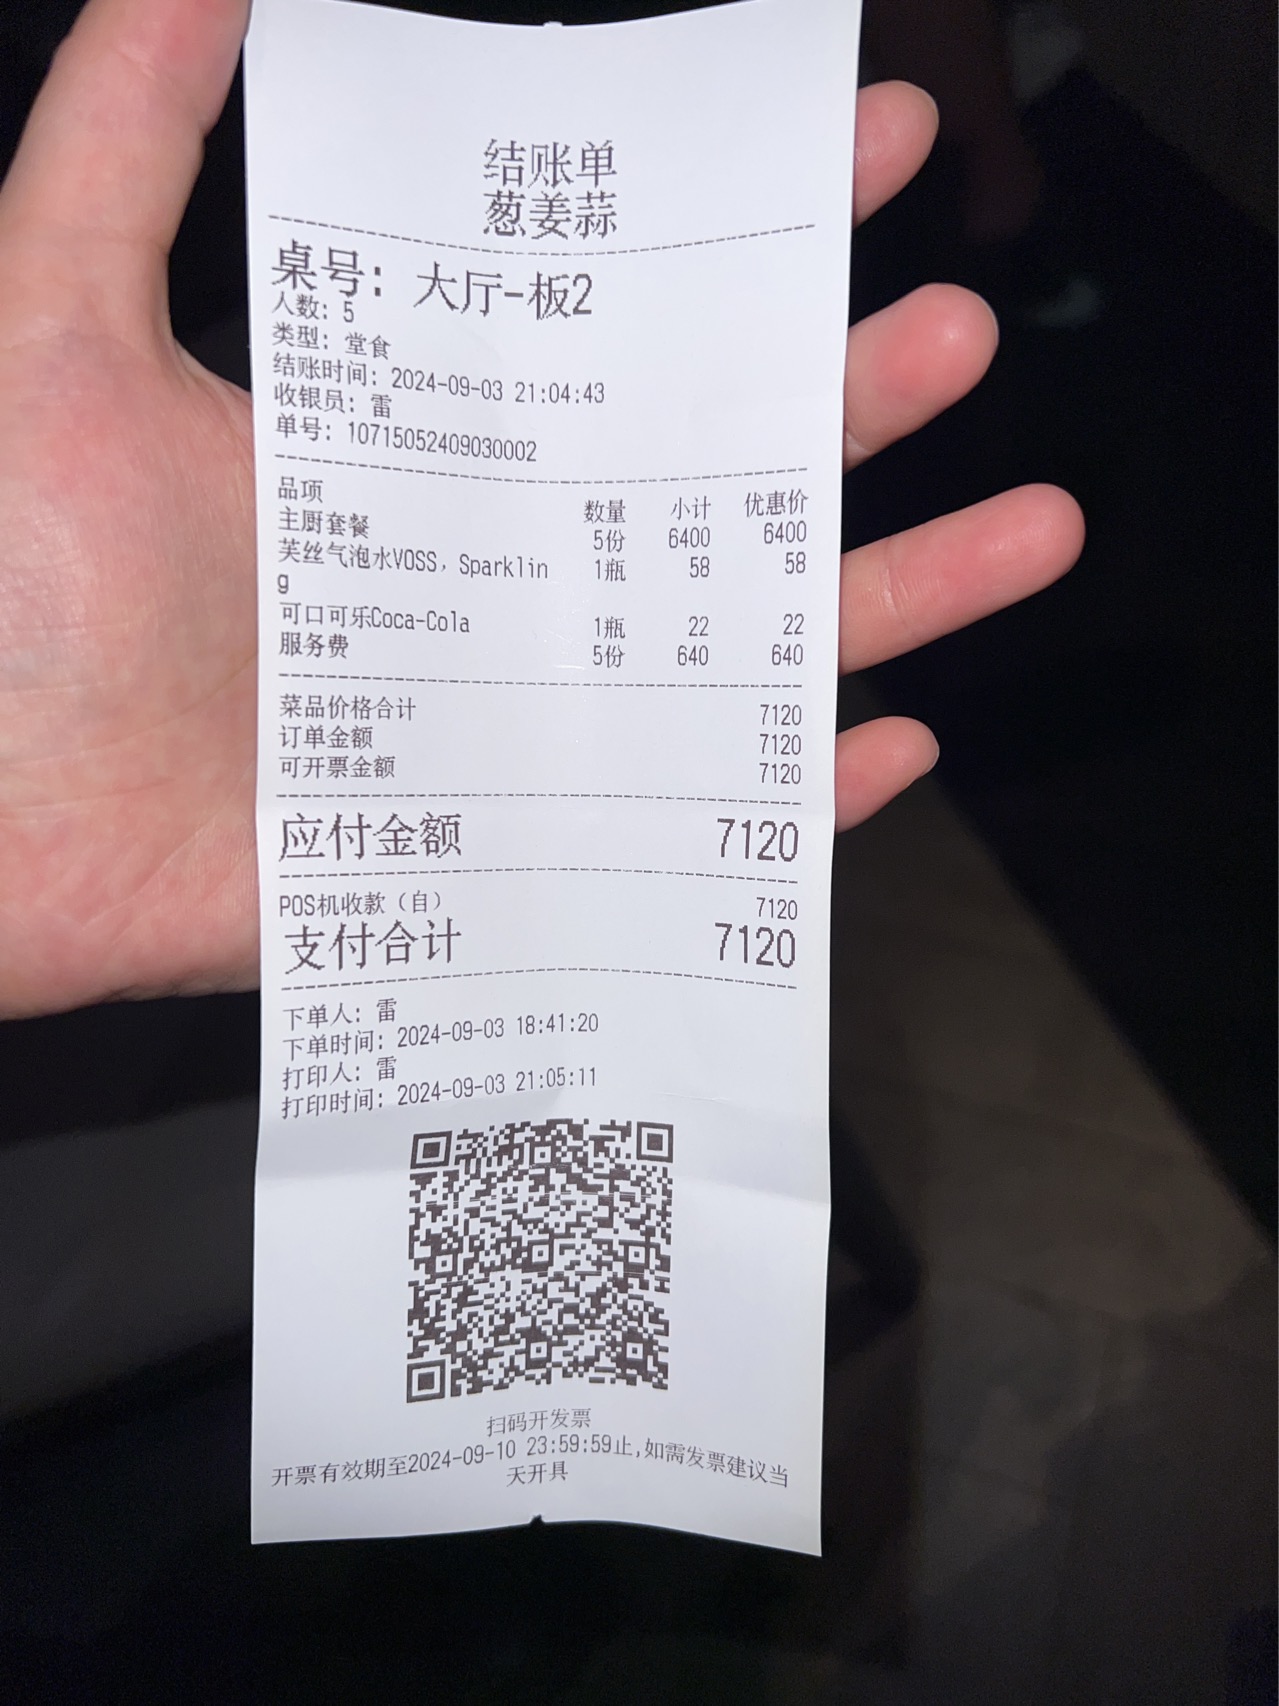 结账单
葱姜蒜
桌号：大厅-板2
人数：5
类型：堂食
结账时间：2024-09-03 21:04:43
收银员：雷
单号：10715052409030002
品项 数量 小计 优惠价
主厨套餐 5份 6400 6400
芙丝气泡水VOSS，Sparklin 1瓶 58 58
g
可口可乐Coca-Cola 1瓶 22 22
服务费 5份 640 640
菜品价格合计 7120
订单金额 7120
可开票金额 7120
应付金额 7120
POS机收款（自） 7120
支付合计 7120
下单人：雷
下单时间：2024-09-03 18:41:20
打印人：雷
打印时间：2024-09-03 21:05:11
扫码开发票
开票有效期至2024-09-10 23:59:59止,如需发票建议当
天开具